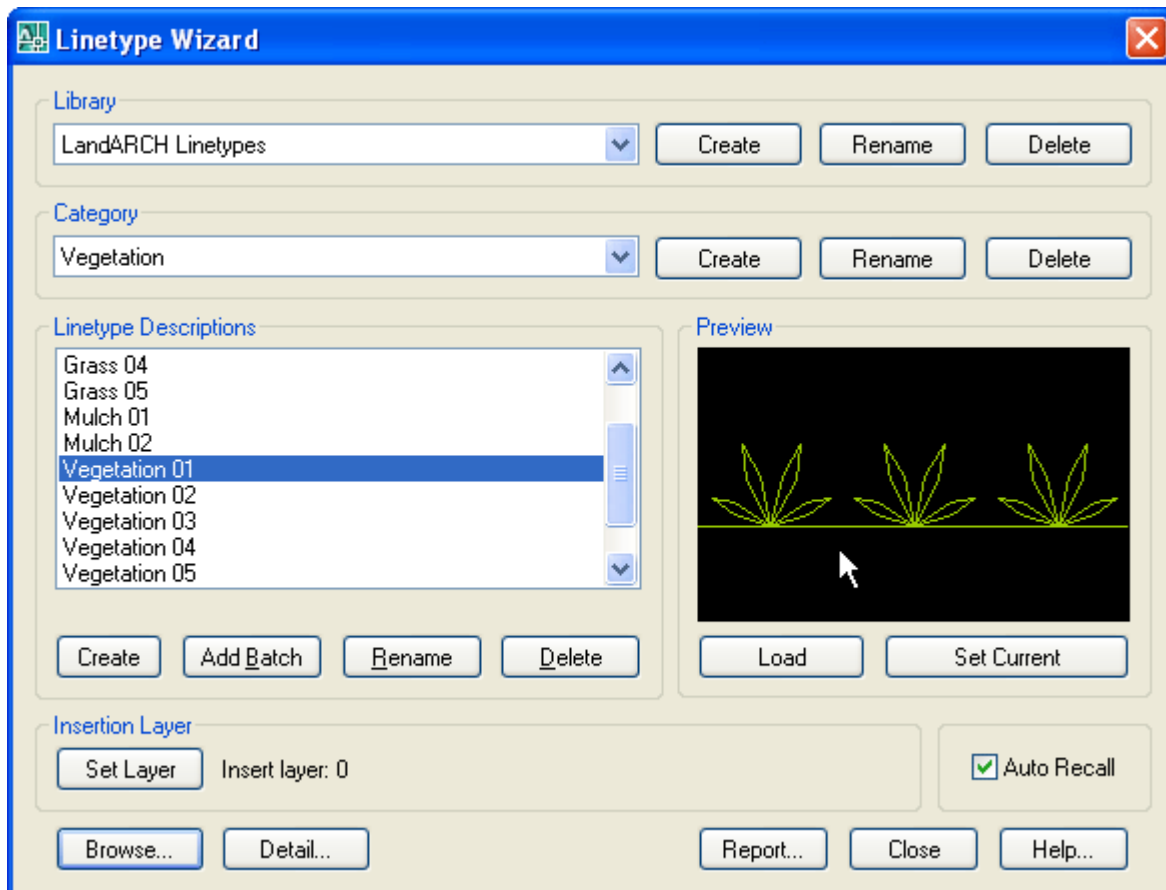 Linetype Wizard
Library
LandARCH Linetypes
Create
Rename
Delete
Category
Vegetation
Create
Rename
Delete
Linetype Descriptions
Grass 04
Grass 05
Mulch 01
Mulch 02
Vegetation 01
Vegetation 02
Vegetation 03
Vegetation 04
Vegetation 05
Create
Add Batch
Rename
Delete
Preview
Load
Set Current
Insertion Layer
Set Layer
Insert layer: 0
Auto Recall
Browse...
Detail...
Report...
Close
Help...